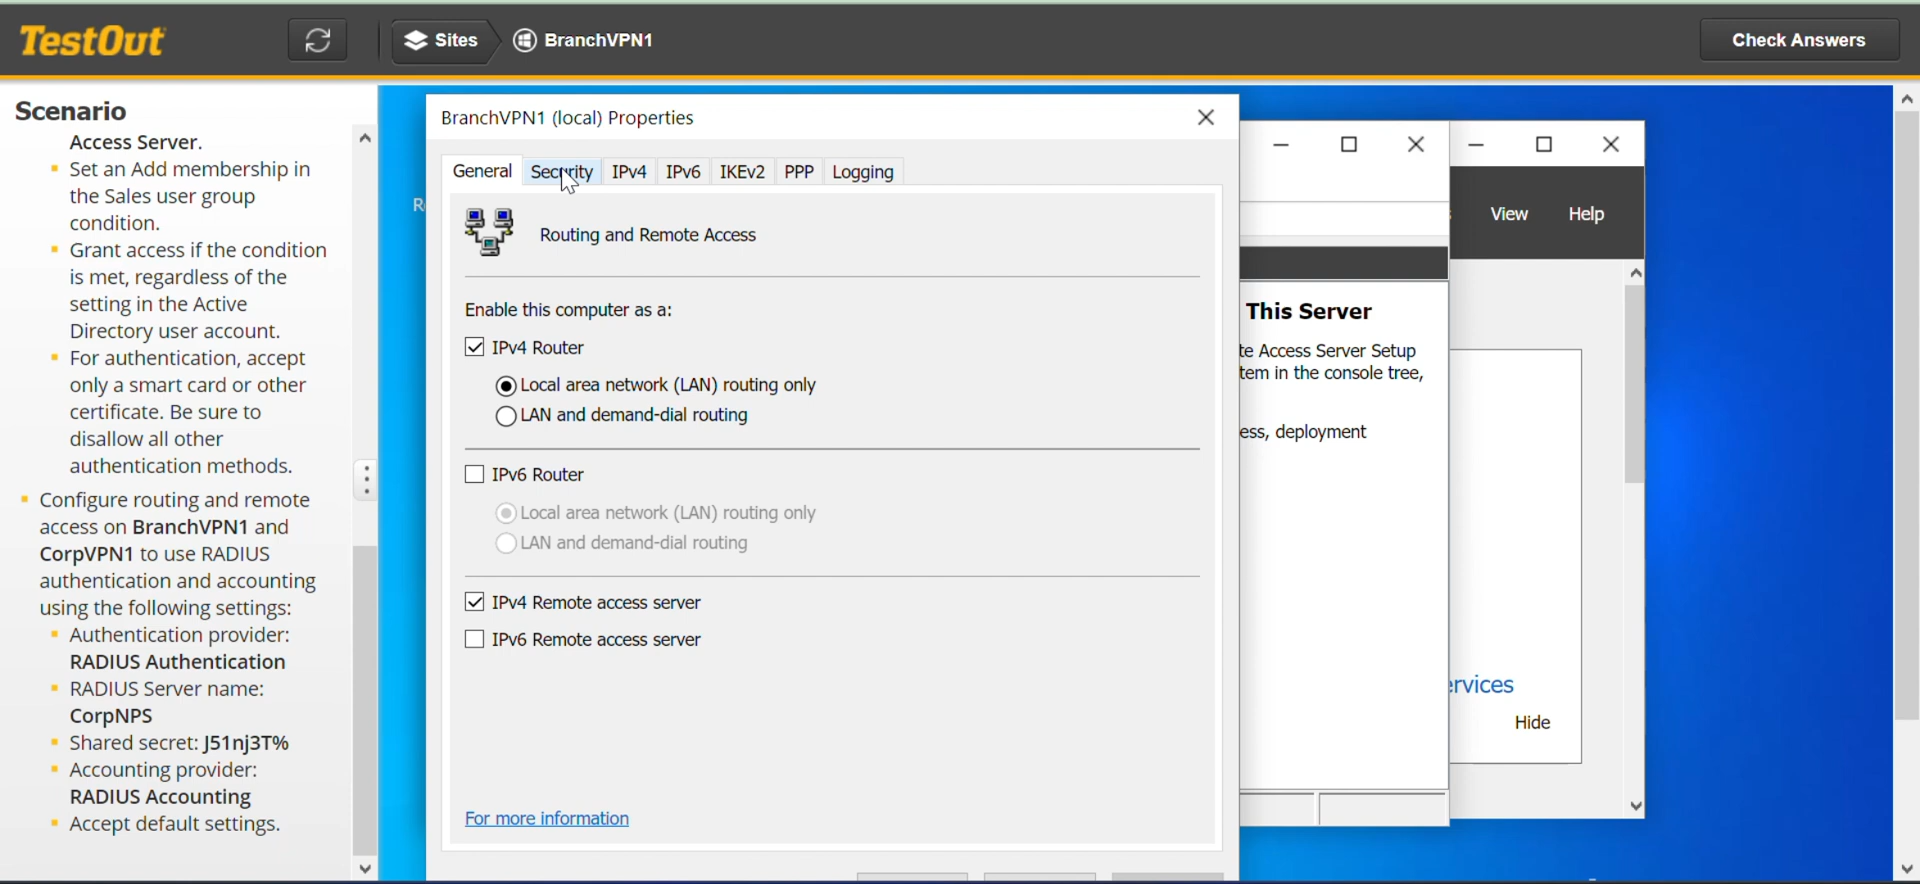 TestOut
Sites
BranchVPN1
Check Answers
Scenario
Access Server.
Set an Add membership in
the Sales user group
condition.
Grant access if the condition
is met, regardless of the
setting in the Active
Directory user account.
For authentication, accept
only a smart card or other
certificate. Be sure to
disallow all other
authentication methods.
Configure routing and remote
access on BranchVPN1 and
CorpVPN1 to use RADIUS
authentication and accounting
using the following settings:
Authentication provider:
RADIUS Authentication
RADIUS Server name:
CorpNPS
Shared secret: J51nj3T%
Accounting provider:
RADIUS Accounting
Accept default settings.
BranchVPN1 (local) Properties
General Security IPv4 IPv6 IKEv2 PPP Logging
Routing and Remote Access
Enable this computer as a:
IPv4 Router
Local area network (LAN) routing only
LAN and demand-dial routing
IPv6 Router
Local area network (LAN) routing only
LAN and demand-dial routing
IPv4 Remote access server
IPv6 Remote access server
For more information
This Server
te Access Server Setup
tem in the console tree,
ess, deployment
View Help
ervices
Hide